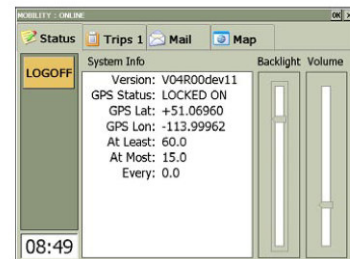 MOBILITY : ONLINE OK X
Status Trips 1 Mail Map
LOGOFF
System Info
Version: V04R00dev11
GPS Status: LOCKED ON
GPS Lat: +51.06960
GPS Lon: -113.99962
At Least: 60.0
At Most: 15.0
Every: 0.0
Backlight Volume
08:49